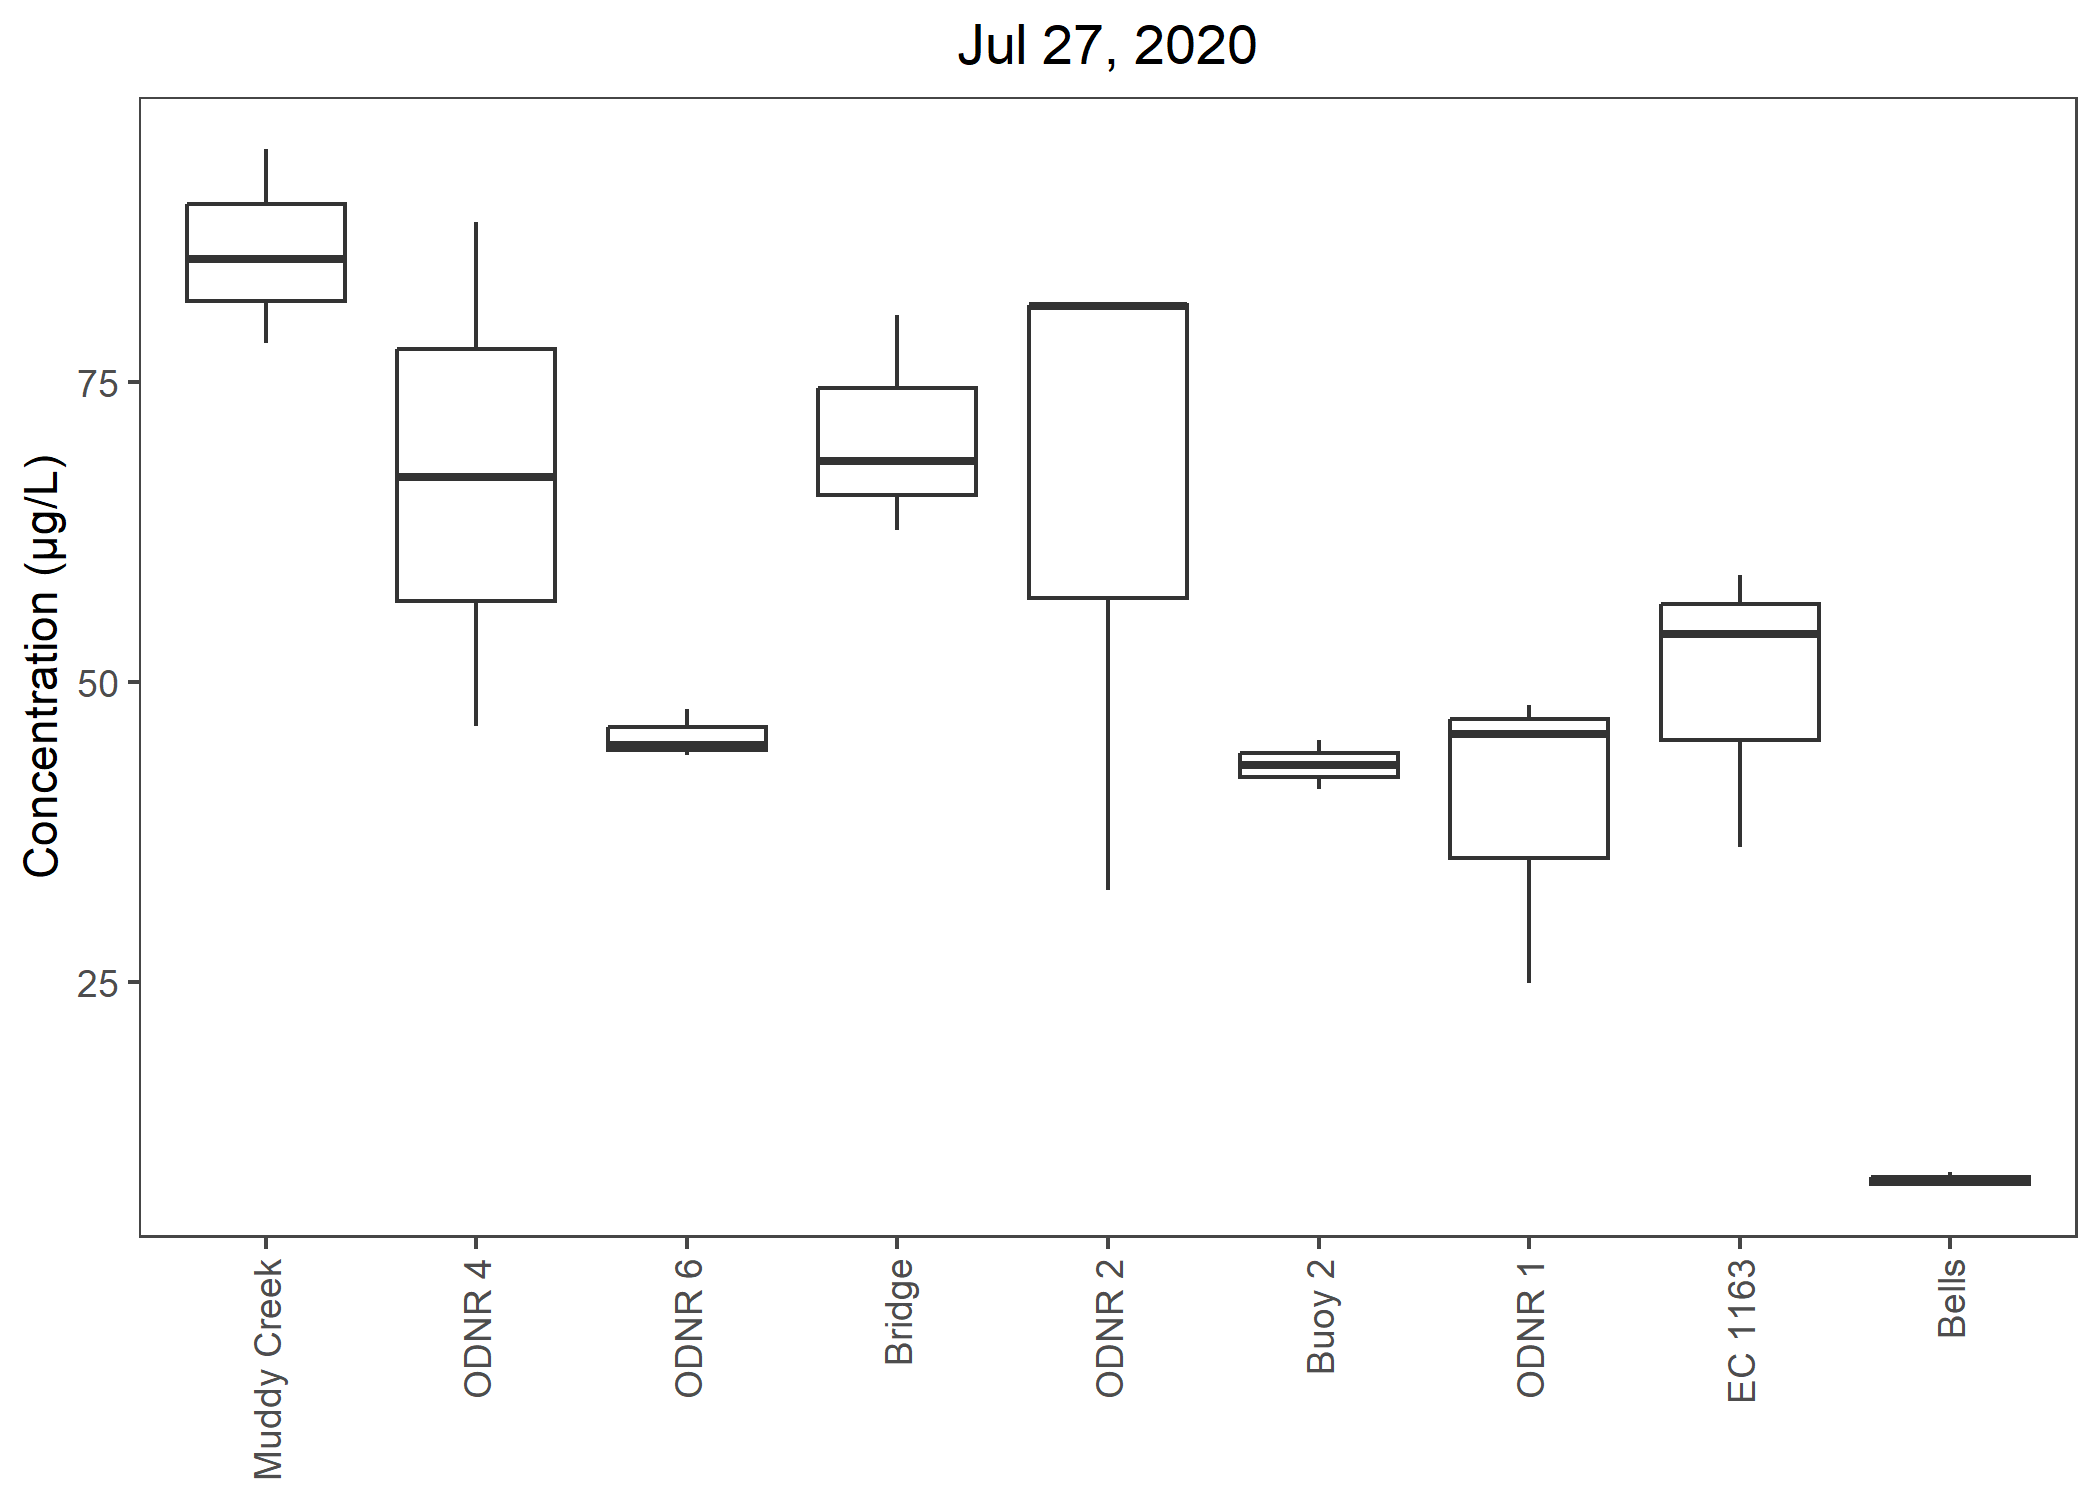 Jul 27, 2020
Concentration (µg/L)
75
50
25
Muddy Creek
ODNR 4
ODNR 6
Bridge
ODNR 2
Buoy 2
ODNR 1
EC 1163
Bells